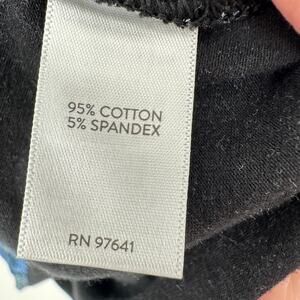 95% COTTON
5% SPANDEX
RN 97641